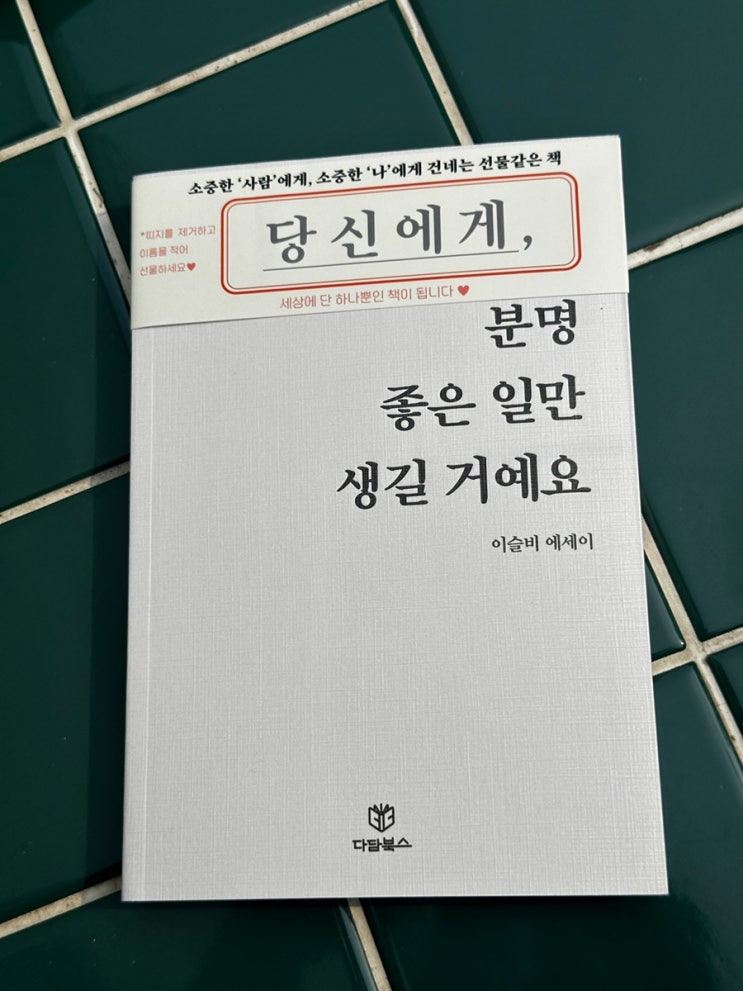 소중한 '사람'에게, 소중한 '나'에게 건네는 선물같은 책
*띠지를 제거하고
이름을 적어
선물하세요♥
당신에게,
세상에 단 하나뿐인 책이 됩니다 ♥
분명
좋은 일만
생길 거예요
이슬비 에세이
다담북스